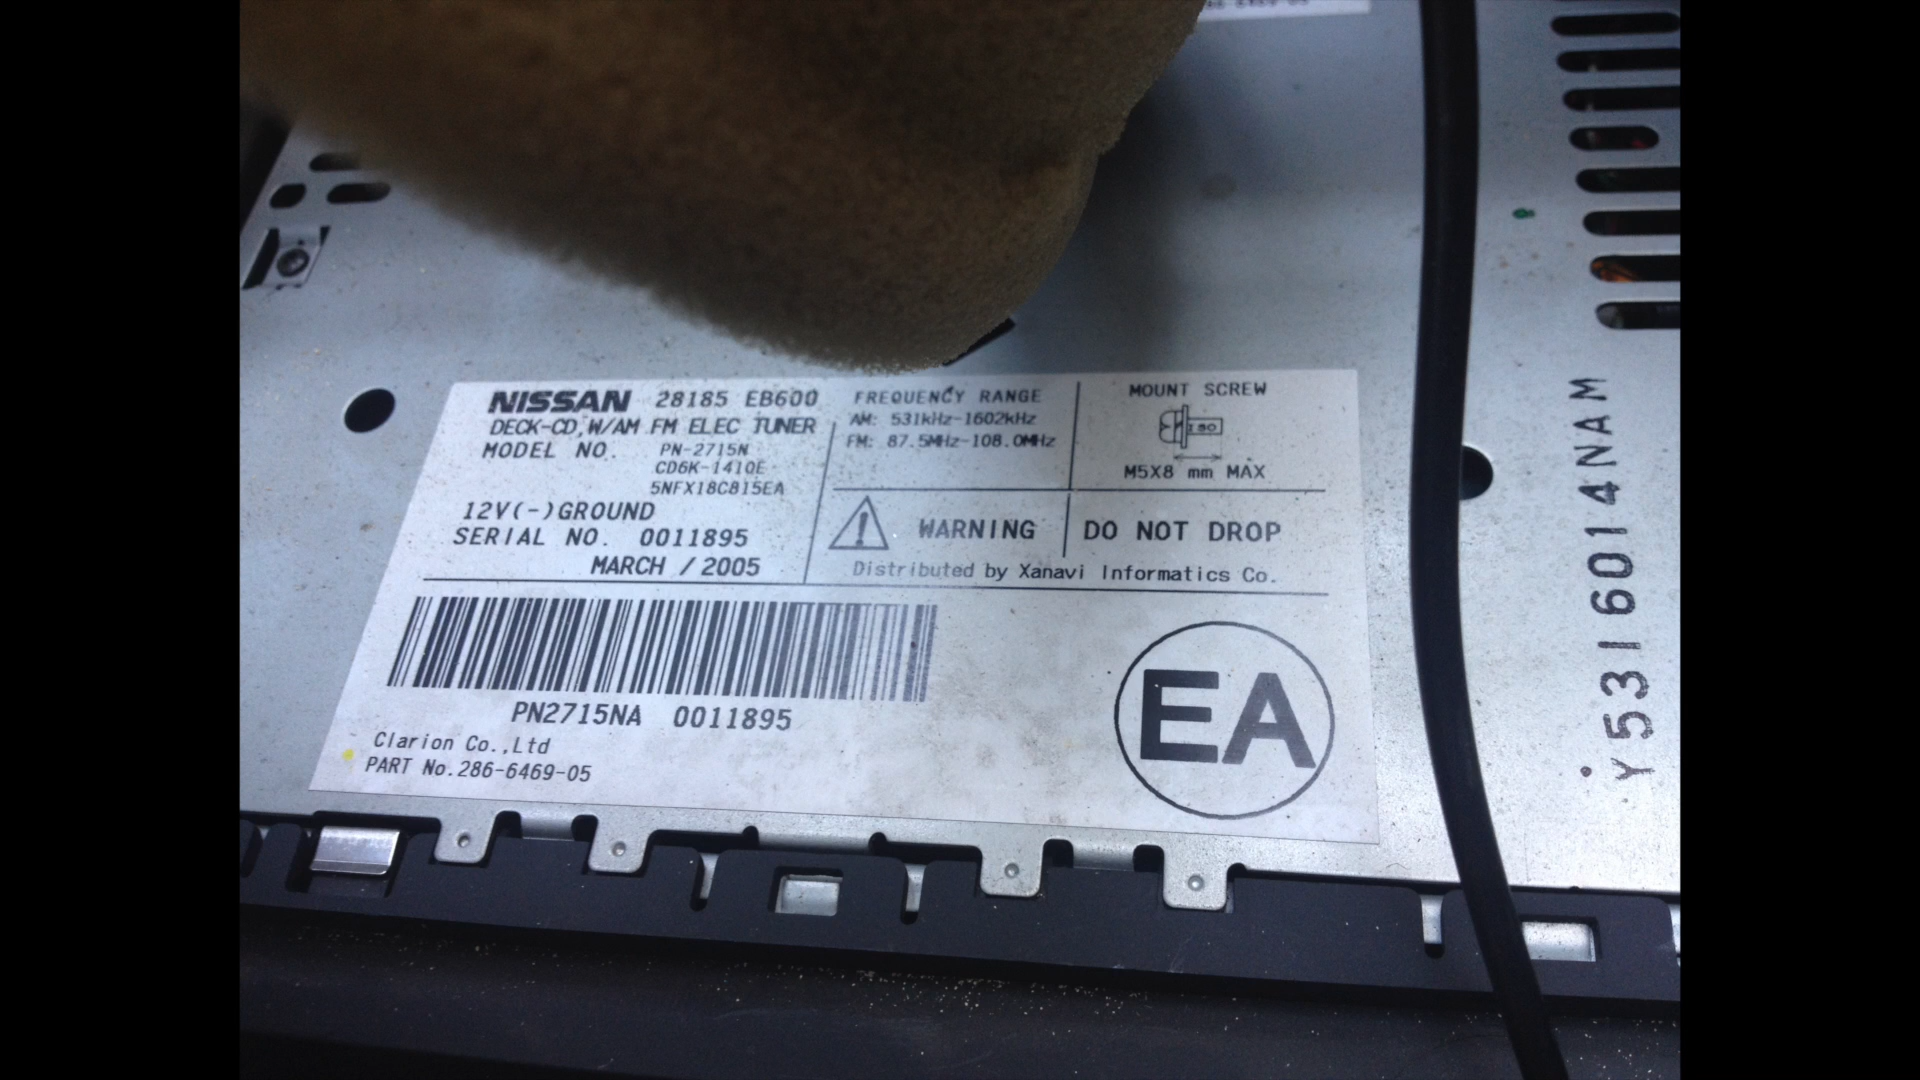 NISSAN 28185 EB600
DECK-CD, W/AM FM ELEC TUNER
MODEL NO. PN-2715N
CD6K-1410E
5NFX18C815EA
12V(-)GROUND
SERIAL NO. 0011895
MARCH / 2005
FREQUENCY RANGE
AM: 531kHz-1602kHz
FM: 87.5MHz-108.0MHz
MOUNT SCREW
ISO
M5X8 mm MAX
WARNING
DO NOT DROP
Distributed by Xanavi Informatics Co.
PN2715NA 0011895
Clarion Co.,Ltd
PART No.286-6469-05
EA
Y5316014NAM